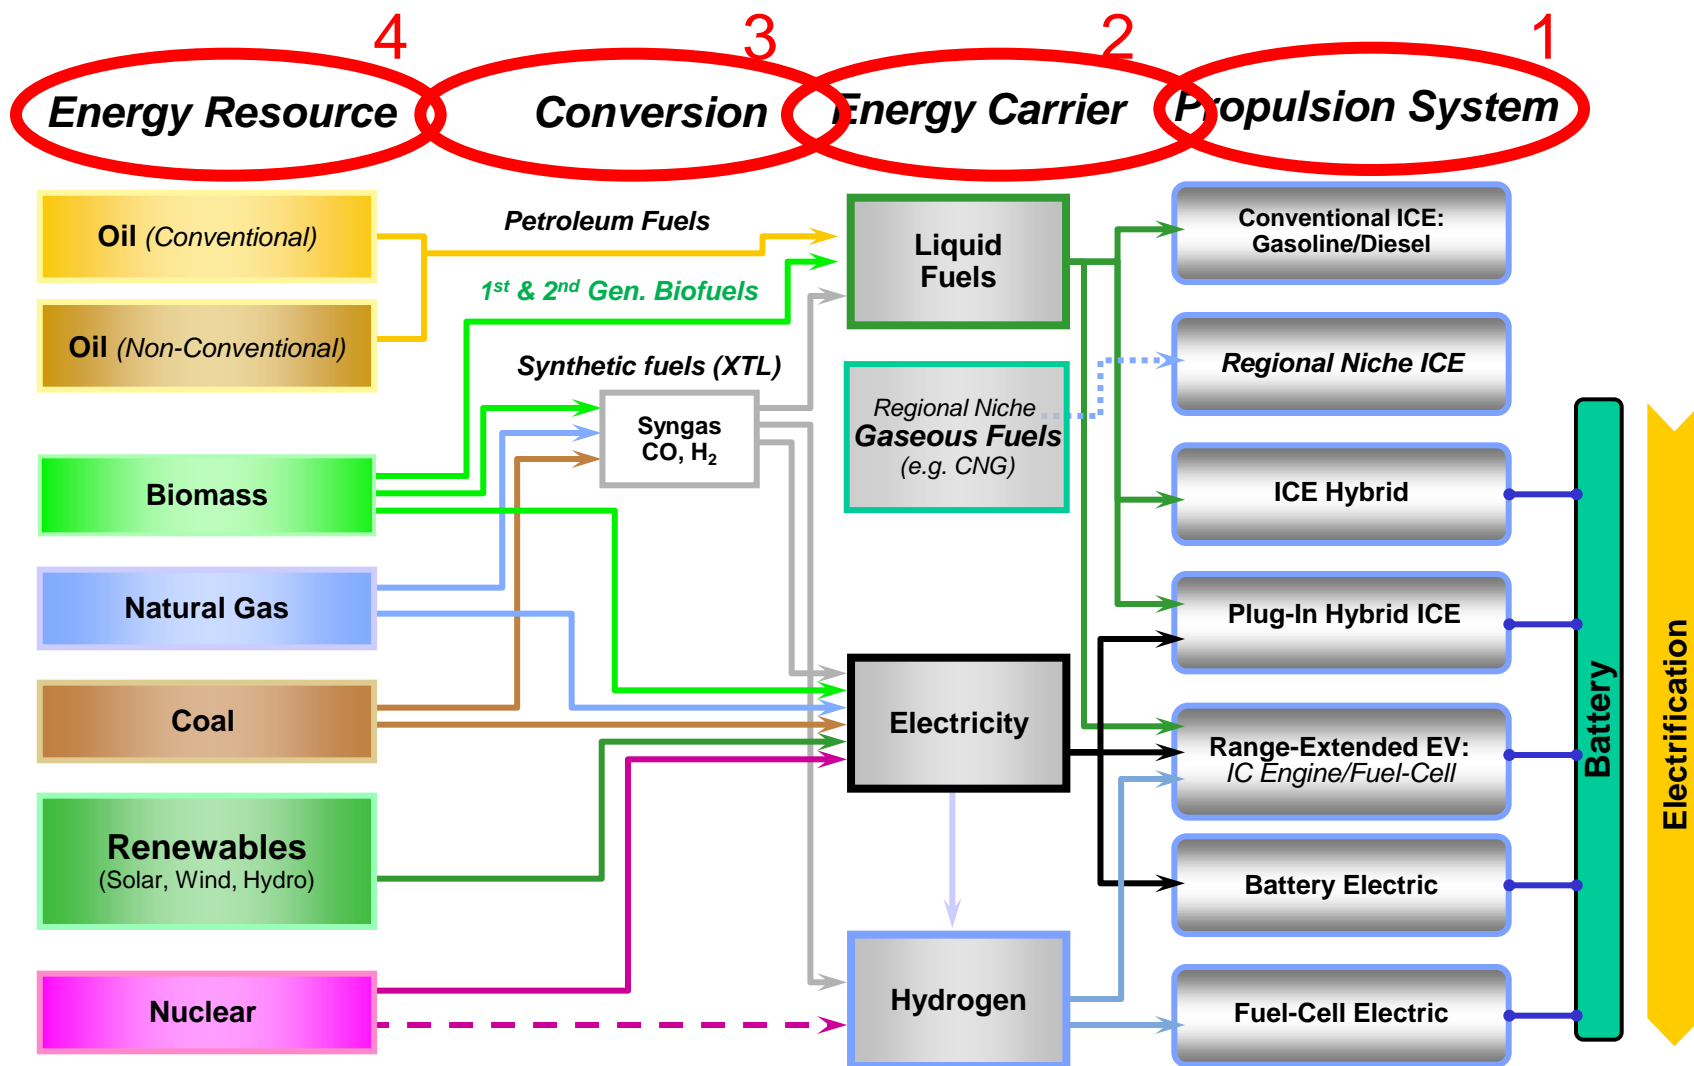 4
3
2
1
Energy Resource
Conversion
Energy Carrier
Propulsion System
Oil (Conventional)
Oil (Non-Conventional)
Biomass
Natural Gas
Coal
Renewables
(Solar, Wind, Hydro)
Nuclear
Petroleum Fuels
1st & 2nd Gen. Biofuels
Synthetic fuels (XTL)
Syngas
CO, H2
Liquid
Fuels
Regional Niche
Gaseous Fuels
(e.g. CNG)
Electricity
Hydrogen
Conventional ICE:
Gasoline/Diesel
Regional Niche ICE
ICE Hybrid
Plug-In Hybrid ICE
Range-Extended EV:
IC Engine/Fuel-Cell
Battery Electric
Fuel-Cell Electric
Battery
Electrification